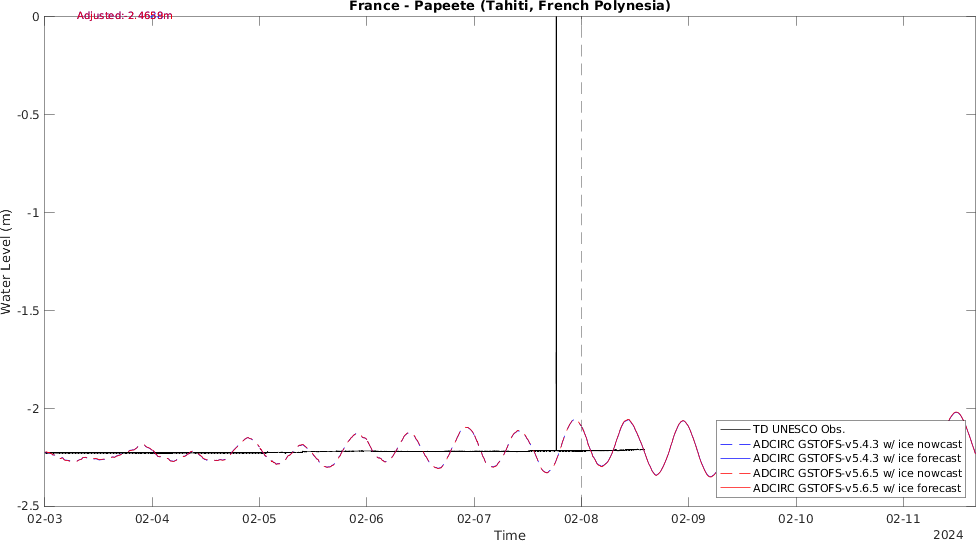 France - Papeete (Tahiti, French Polynesia)
Adjusted:-2.4689m
0
-0.5
-1
-1.5
-2
-2.5
Water Level (m)
TD UNESCO Obs.
ADCIRC GSTOFS-v5.4.3 w/ ice nowcast
ADCIRC GSTOFS-v5.4.3 w/ ice forecast
ADCIRC GSTOFS-v5.6.5 w/ ice nowcast
ADCIRC GSTOFS-v5.6.5 w/ ice forecast
02-03 02-04 02-05 02-06 02-07 02-08 02-09 02-10 02-11
Time
2024